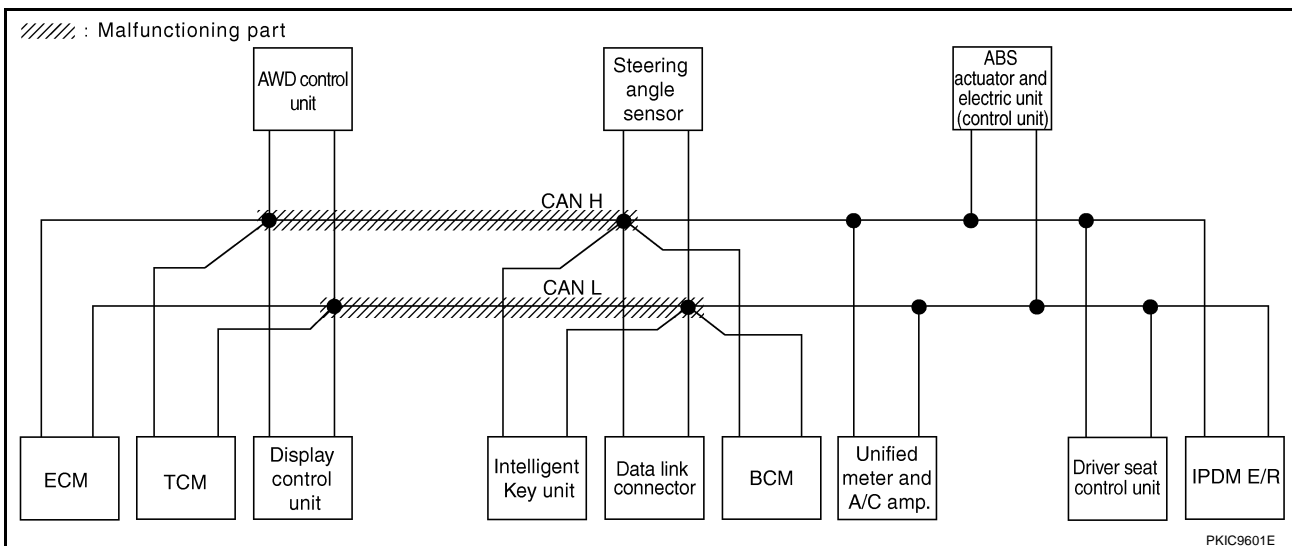 : Malfunctioning part
AWD control
unit
Steering
angle
sensor
ABS
actuator and
electric unit
(control unit)
CAN H
CAN L
ECM
TCM
Display
control
unit
Intelligent
Key unit
Data link
connector
BCM
Unified
meter and
A/C amp.
Driver seat
control unit
IPDM E/R
PKIC9601E